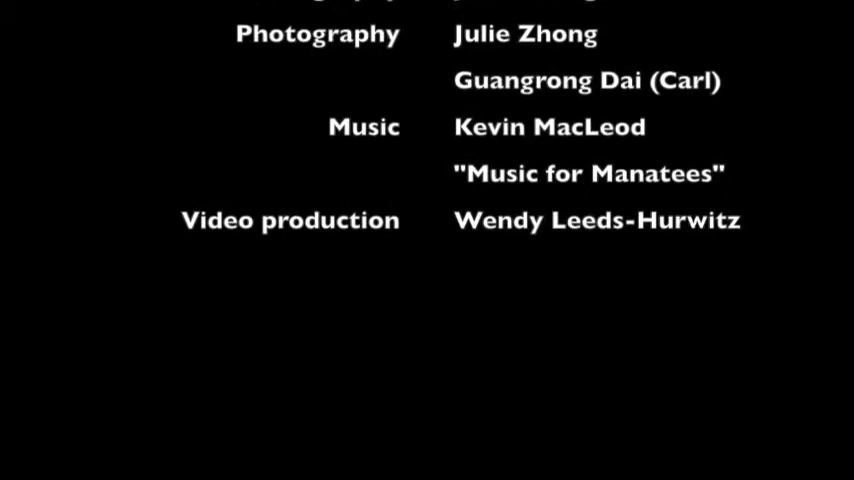 Photography Julie Zhong
Guangrong Dai (Carl)
Music Kevin MacLeod
"Music for Manatees"
Video production Wendy Leeds-Hurwitz